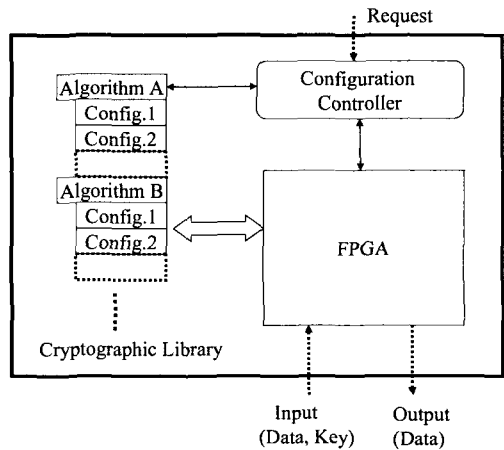 Request
Configuration
Controller
Algorithm A
Config.1
Config.2
Algorithm B
Config.1
Config.2
FPGA
Cryptographic Library
Input
(Data, Key)
Output
(Data)